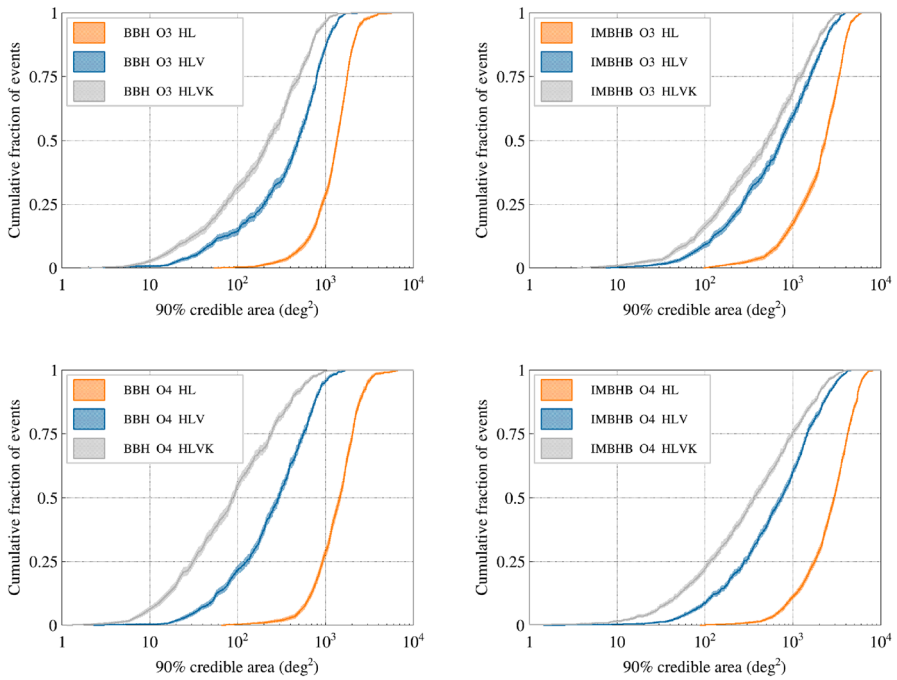 Cumulative fraction of events
1
0.75
0.5
0.25
0
BBH O3 HL
BBH O3 HLV
BBH O3 HLVK
1 10 10² 10³ 10⁴
90% credible area (deg²)
Cumulative fraction of events
1
0.75
0.5
0.25
0
IMBHB O3 HL
IMBHB O3 HLV
IMBHB O3 HLVK
1 10 10² 10³ 10⁴
90% credible area (deg²)
Cumulative fraction of events
1
0.75
0.5
0.25
0
BBH O4 HL
BBH O4 HLV
BBH O4 HLVK
1 10 10² 10³ 10⁴
90% credible area (deg²)
Cumulative fraction of events
1
0.75
0.5
0.25
0
IMBHB O4 HL
IMBHB O4 HLV
IMBHB O4 HLVK
1 10 10² 10³ 10⁴
90% credible area (deg²)